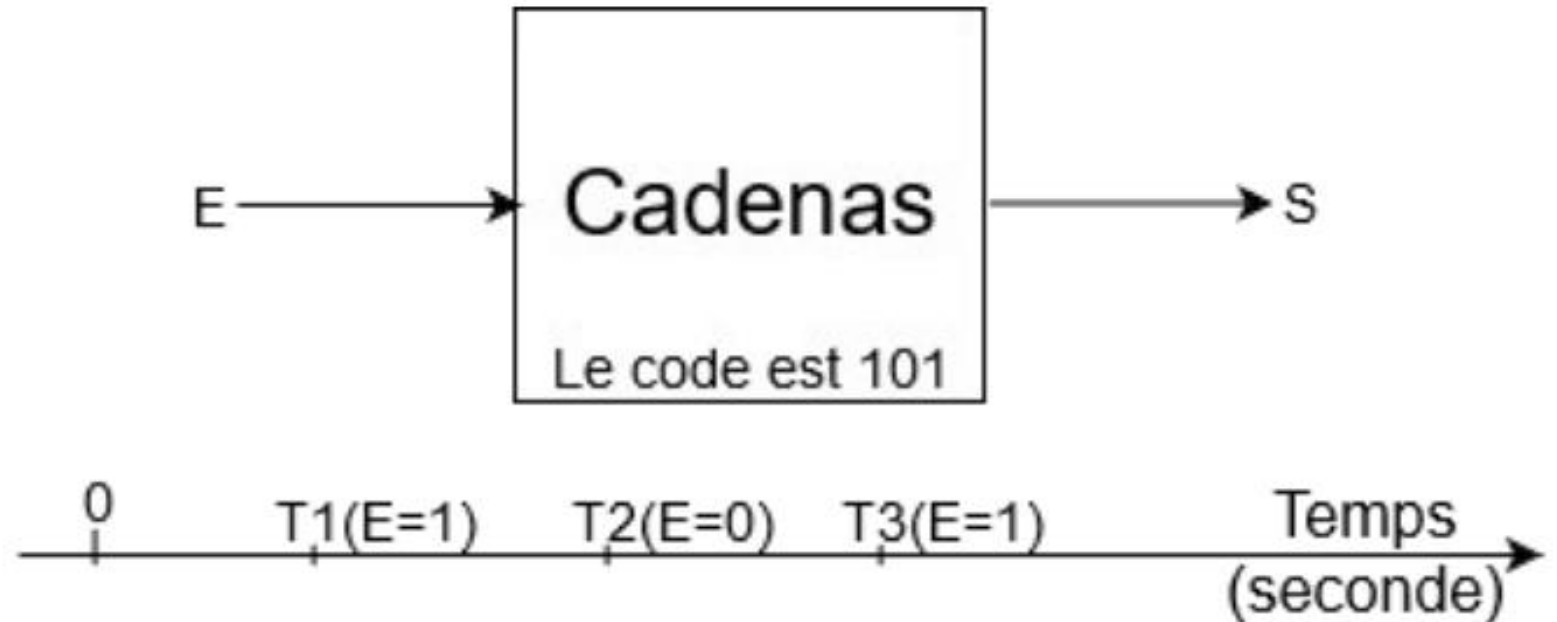 E
Cadenas
S
Le code est 101
0
T1(E=1)
T2(E=0)
T3(E=1)
Temps
(seconde)